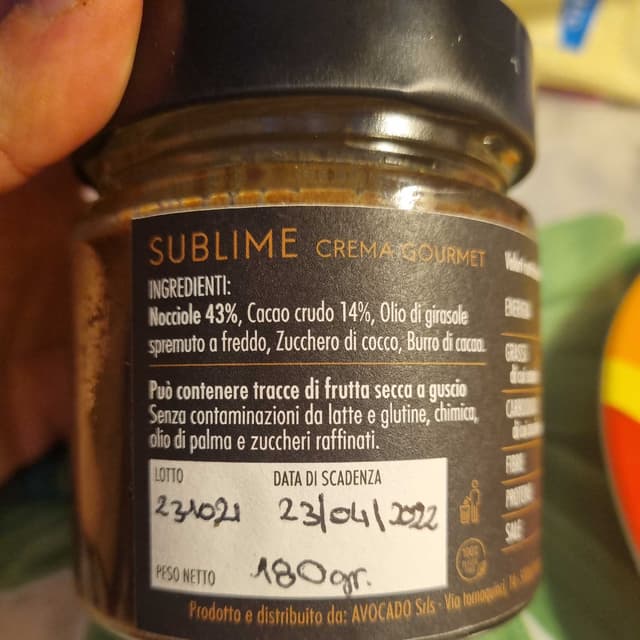 SUBLIME CREMA GOURMET
INGREDIENTI:
Nocciole 43%, Cacao crudo 14%, Olio di girasole
spremuto a freddo, Zucchero di cocco, Burro di cacao.
Può contenere tracce di frutta secca a guscio
Senza contaminazioni da latte e glutine, chimica,
olio di palma e zuccheri raffinati.
LOTTO DATA DI SCADENZA
231021 23/04/2022
PESO NETTO 180gr.
Prodotto e distribuito da: AVOCADO Srls - Via tornaquinci,
GRASSI
FIBRE
SALE